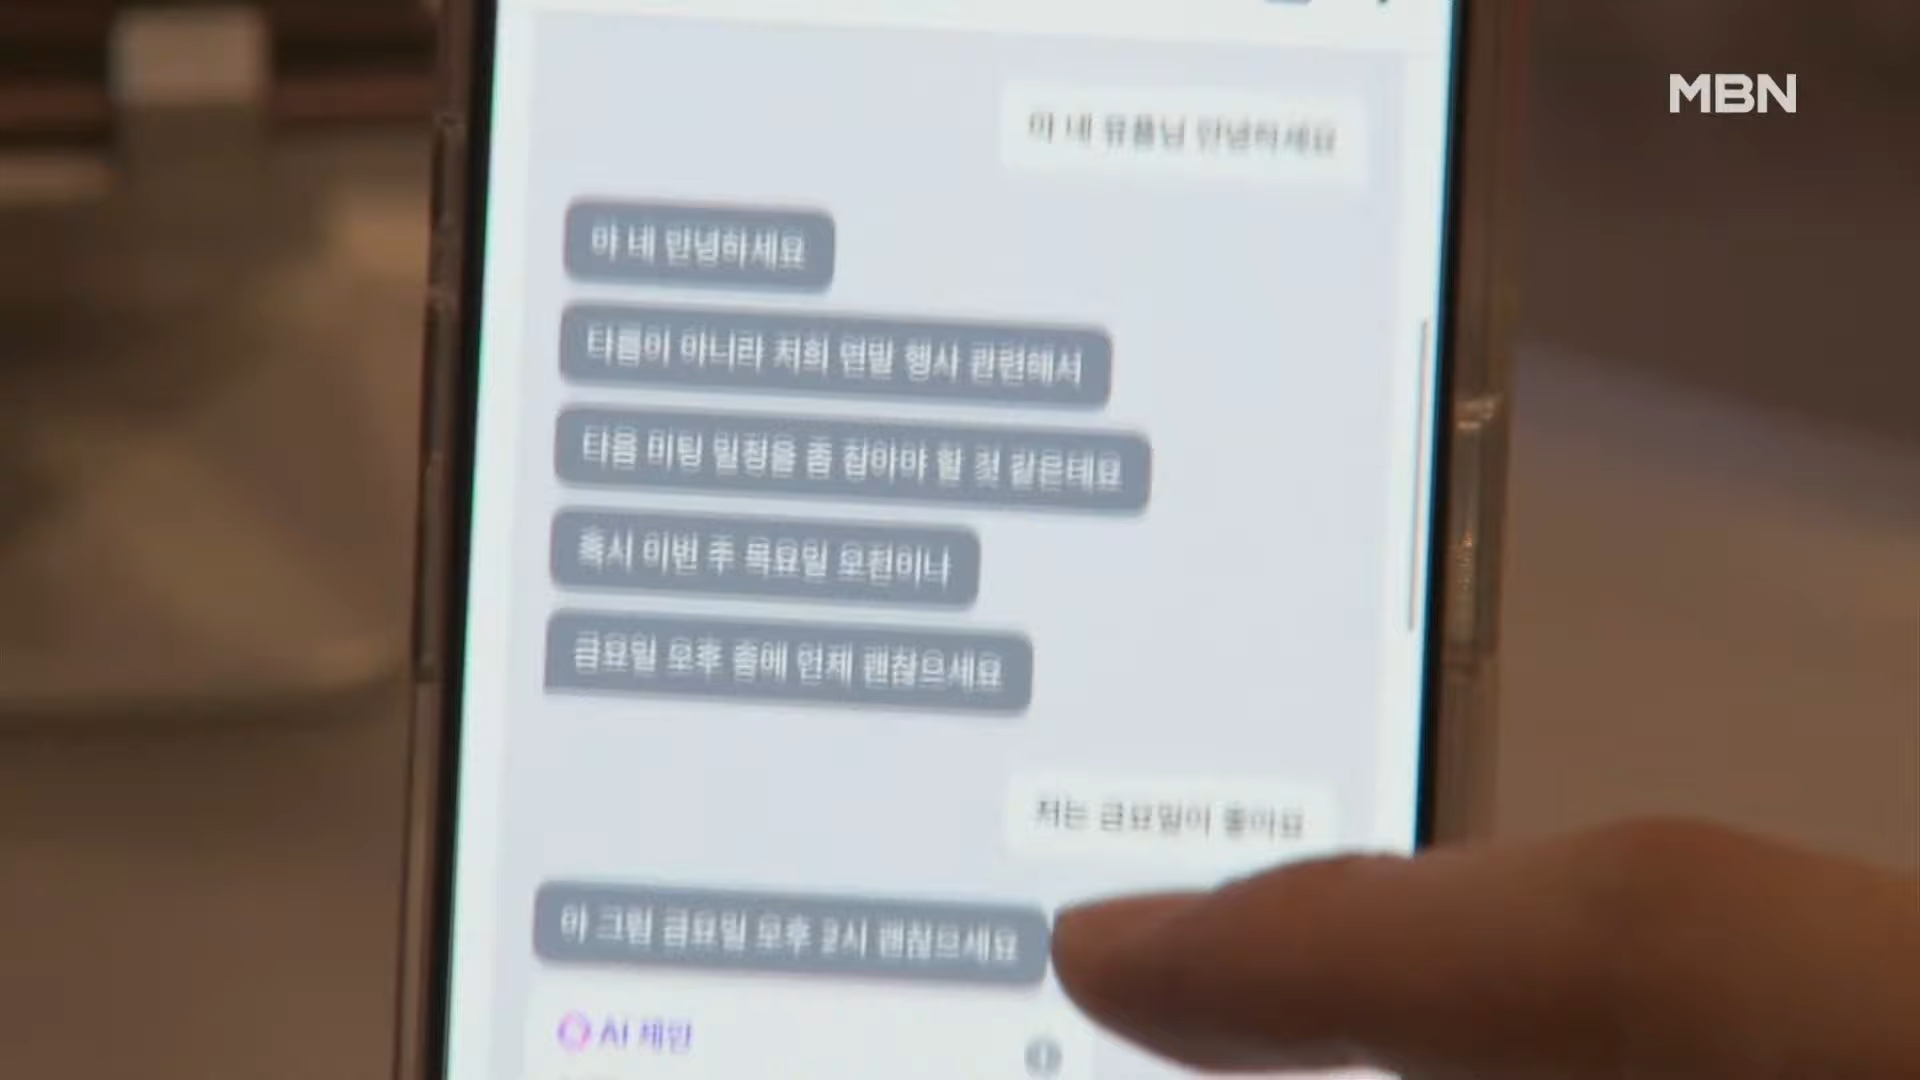 MBN
아 네 유플님 안녕하세요
아 네 안녕하세요
다름이 아니라 저희 연말 행사 관련해서
다음 미팅 일정을 좀 잡아야 할 것 같은데요
혹시 이번 주 목요일 오전이나
금요일 오후 중에 언제 괜찮으세요
저는 금요일이 좋아요
아 그럼 금요일 오후 2시 괜찮으세요
AI 제안